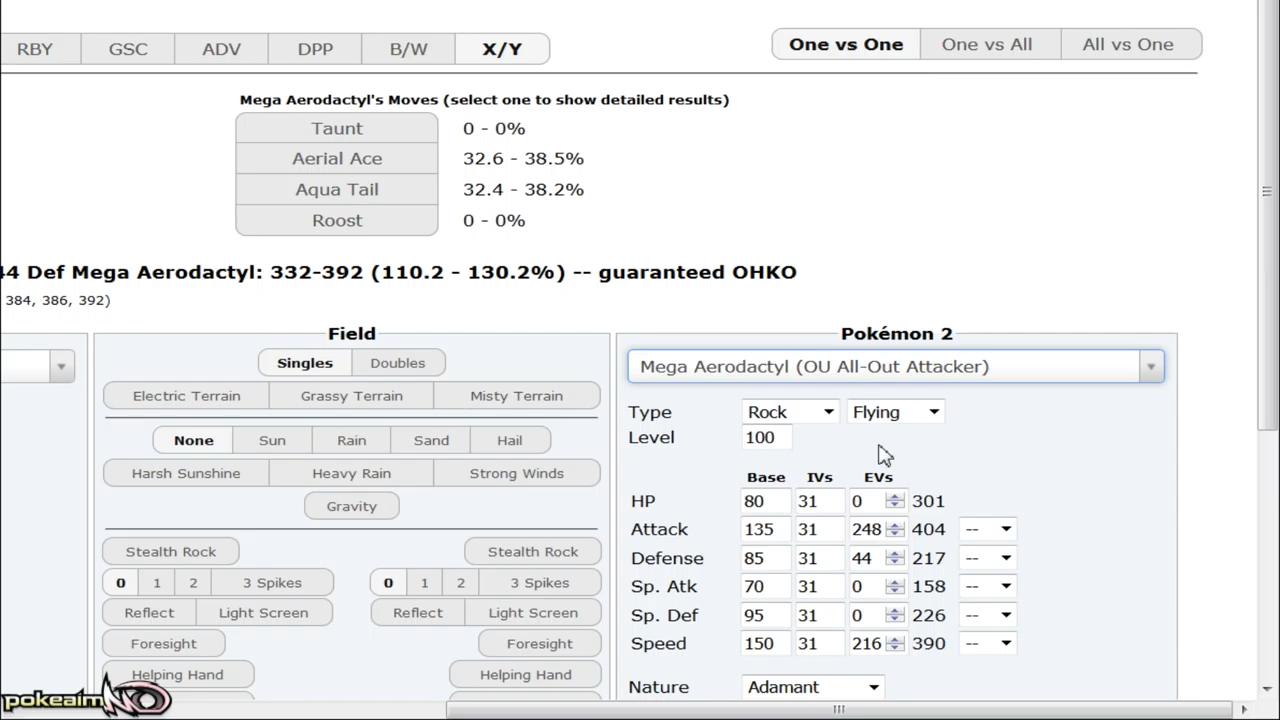 RBY GSC ADV DPP B/W X/Y One vs One One vs All All vs One
Mega Aerodactyl's Moves (select one to show detailed results)
Taunt 0 - 0%
Aerial Ace 32.6 - 38.5%
Aqua Tail 32.4 - 38.2%
Roost 0 - 0%
44 Def Mega Aerodactyl: 332-392 (110.2 - 130.2%) -- guaranteed OHKO
384, 386, 392)
Field
Singles Doubles
Electric Terrain Grassy Terrain Misty Terrain
None Sun Rain Sand Hail
Harsh Sunshine Heavy Rain Strong Winds
Gravity
Stealth Rock Stealth Rock
0 1 2 3 Spikes 0 1 2 3 Spikes
Reflect Light Screen Reflect Light Screen
Foresight Foresight
Helping Hand Helping Hand
Pokémon 2
Mega Aerodactyl (OU All-Out Attacker)
Type Rock Flying
Level 100
Base IVs EVs
HP 80 31 0 301
Attack 135 31 248 404 --
Defense 85 31 44 217 --
Sp. Atk 70 31 0 158 --
Sp. Def 95 31 0 226 --
Speed 150 31 216 390 --
Nature Adamant
pokeaimMD